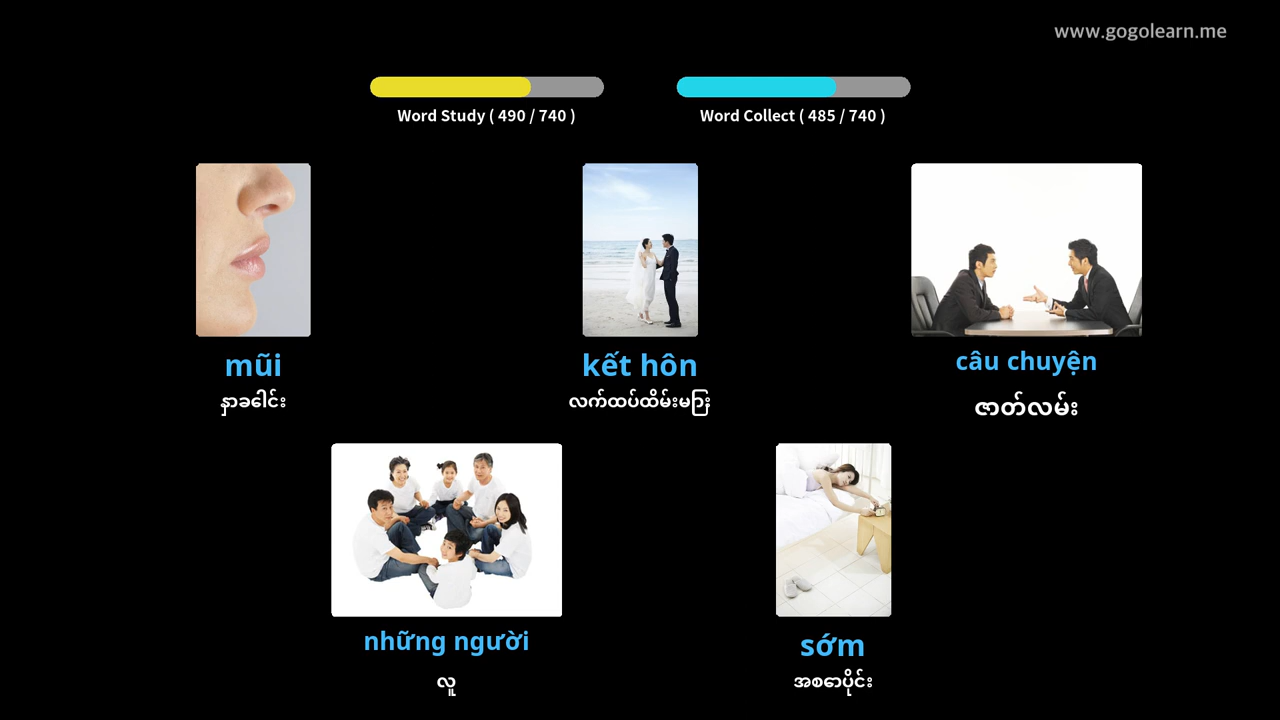 www.gogolearn.me
Word Study ( 490 / 740 )
Word Collect ( 485 / 740 )
mũi
နှာခေါင်း
kết hôn
လက်ထပ်ထိမ်းမြား
câu chuyện
ဇာတ်လမ်း
những người
လူ
sớm
အစောပိုင်း